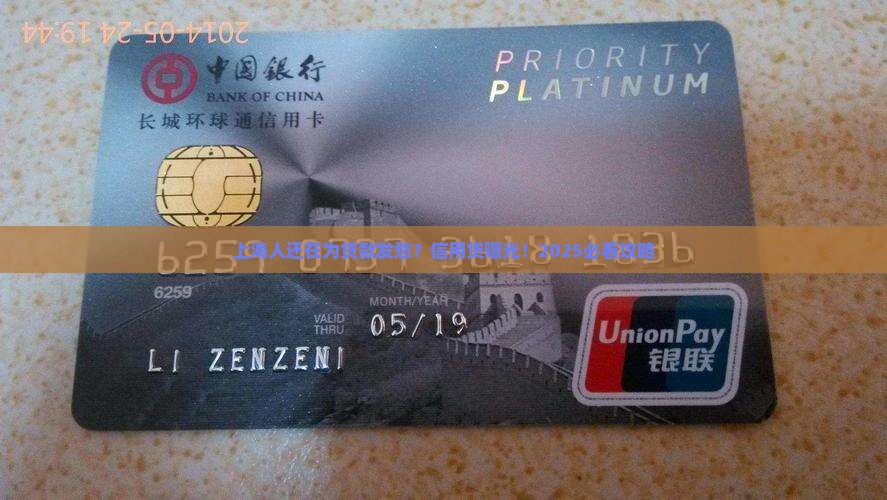 2014-05-24 19:44
中国銀行
BANK OF CHINA
长城环球通信用卡
PRIORITY
PLATINUM
上海人还在为贷款发愁？信用贷曝光！2025必看攻略
6259
MONTH/YEAR
VALID
THRU
05/19
LI ZENZENI
UnionPay
银联